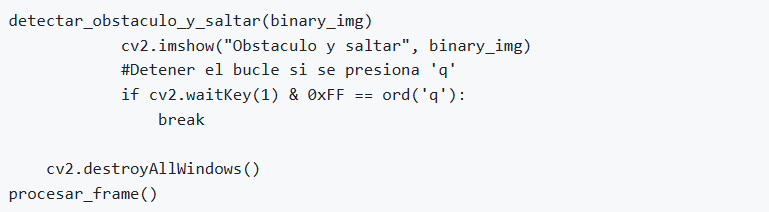 detectar_obstaculo_y_saltar(binary_img)
            cv2.imshow("Obstaculo y saltar", binary_img)
            #Detener el bucle si se presiona 'q'
            if cv2.waitKey(1) & 0xFF == ord('q'):
                break

    cv2.destroyAllWindows()
procesar_frame()